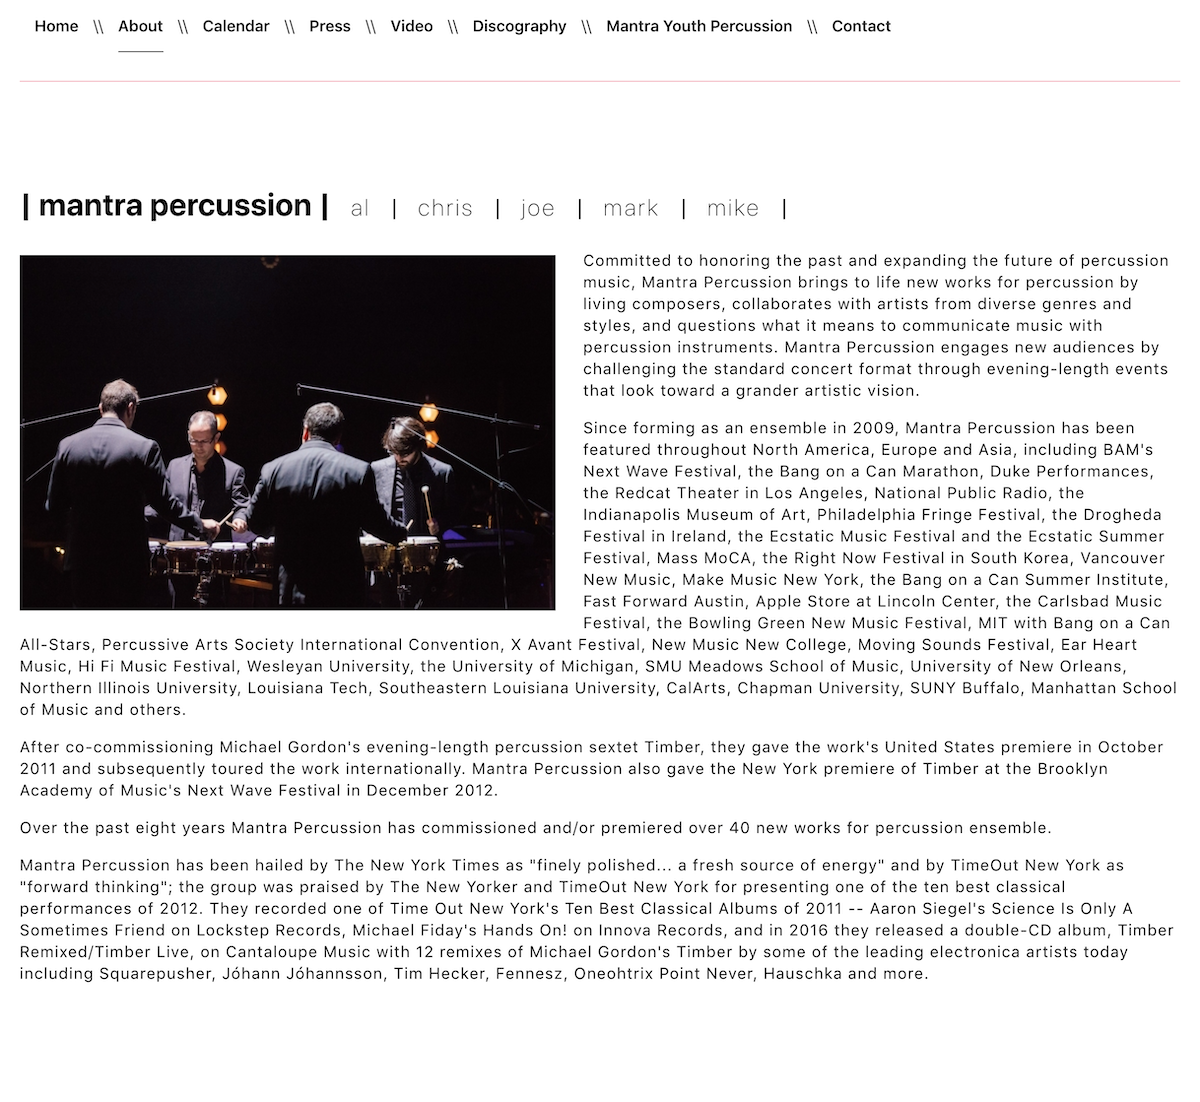 Home \\ About \\ Calendar \\ Press \\ Video \\ Discography \\ Mantra Youth Percussion \\ Contact
| mantra percussion | al | chris | joe | mark | mike |
Committed to honoring the past and expanding the future of percussion
music, Mantra Percussion brings to life new works for percussion by
living composers, collaborates with artists from diverse genres and
styles, and questions what it means to communicate music with
percussion instruments. Mantra Percussion engages new audiences by
challenging the standard concert format through evening-length events
that look toward a grander artistic vision.
Since forming as an ensemble in 2009, Mantra Percussion has been
featured throughout North America, Europe and Asia, including BAM's
Next Wave Festival, the Bang on a Can Marathon, Duke Performances,
the Redcat Theater in Los Angeles, National Public Radio, the
Indianapolis Museum of Art, Philadelphia Fringe Festival, the Drogheda
Festival in Ireland, the Ecstatic Music Festival and the Ecstatic Summer
Festival, Mass MoCA, the Right Now Festival in South Korea, Vancouver
New Music, Make Music New York, the Bang on a Can Summer Institute,
Fast Forward Austin, Apple Store at Lincoln Center, the Carlsbad Music
Festival, the Bowling Green New Music Festival, MIT with Bang on a Can
All-Stars, Percussive Arts Society International Convention, X Avant Festival, New Music New College, Moving Sounds Festival, Ear Heart
Music, Hi Fi Music Festival, Wesleyan University, the University of Michigan, SMU Meadows School of Music, University of New Orleans,
Northern Illinois University, Louisiana Tech, Southeastern Louisiana University, CalArts, Chapman University, SUNY Buffalo, Manhattan School
of Music and others.
After co-commissioning Michael Gordon's evening-length percussion sextet Timber, they gave the work's United States premiere in October
2011 and subsequently toured the work internationally. Mantra Percussion also gave the New York premiere of Timber at the Brooklyn
Academy of Music's Next Wave Festival in December 2012.
Over the past eight years Mantra Percussion has commissioned and/or premiered over 40 new works for percussion ensemble.
Mantra Percussion has been hailed by The New York Times as "finely polished... a fresh source of energy" and by TimeOut New York as
"forward thinking"; the group was praised by The New Yorker and TimeOut New York for presenting one of the ten best classical
performances of 2012. They recorded one of Time Out New York's Ten Best Classical Albums of 2011 -- Aaron Siegel's Science Is Only A
Sometimes Friend on Lockstep Records, Michael Fiday's Hands On! on Innova Records, and in 2016 they released a double-CD album, Timber
Remixed/Timber Live, on Cantaloupe Music with 12 remixes of Michael Gordon's Timber by some of the leading electronica artists today
including Squarepusher, Jóhann Jóhannsson, Tim Hecker, Fennesz, Oneohtrix Point Never, Hauschka and more.